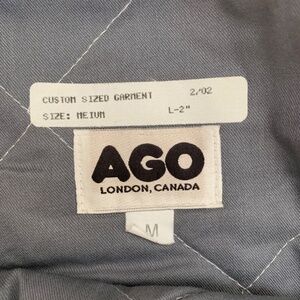 CUSTOM SIZED GARMENT 2/02
SIZE: MEIUM L-2"
AGO
LONDON, CANADA
M